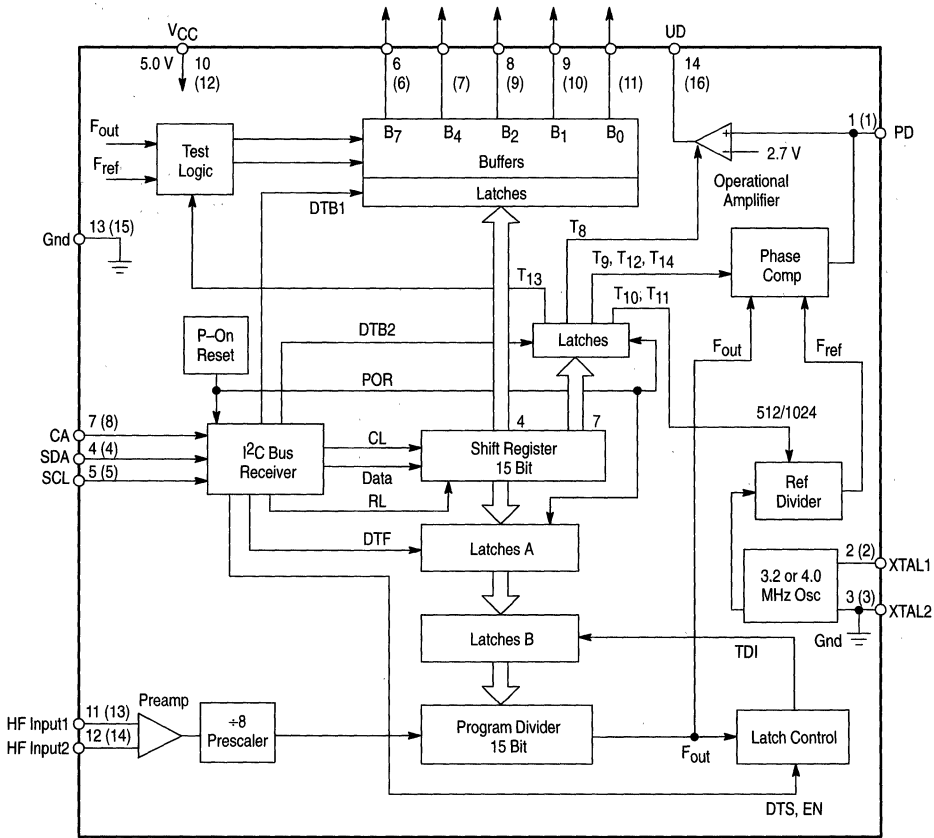 VCC
UD
5.0 V
10
(12)
6
(6)
(7)
8
(9)
9
(10)
(11)
14
(16)
B7
B4
B2
B1
B0
Buffers
Latches
Fout
Fref
Test
Logic
DTB1
1 (1)
PD
2.7 V
Operational
Amplifier
Gnd
13 (15)
T8
T9, T12, T14
T13
T10, T11
Phase
Comp
P–On
Reset
DTB2
Latches
Fout
Fref
POR
512/1024
CA
7 (8)
SDA
4 (4)
SCL
5 (5)
I2C Bus
Receiver
CL
Data
RL
4
7
Shift Register
15 Bit
Ref
Divider
DTF
Latches A
2 (2)
XTAL1
3.2 or 4.0
MHz Osc
3 (3)
XTAL2
Gnd
Latches B
TDI
Preamp
HF Input1
11 (13)
HF Input2
12 (14)
÷8
Prescaler
Program Divider
15 Bit
Fout
Latch Control
DTS, EN